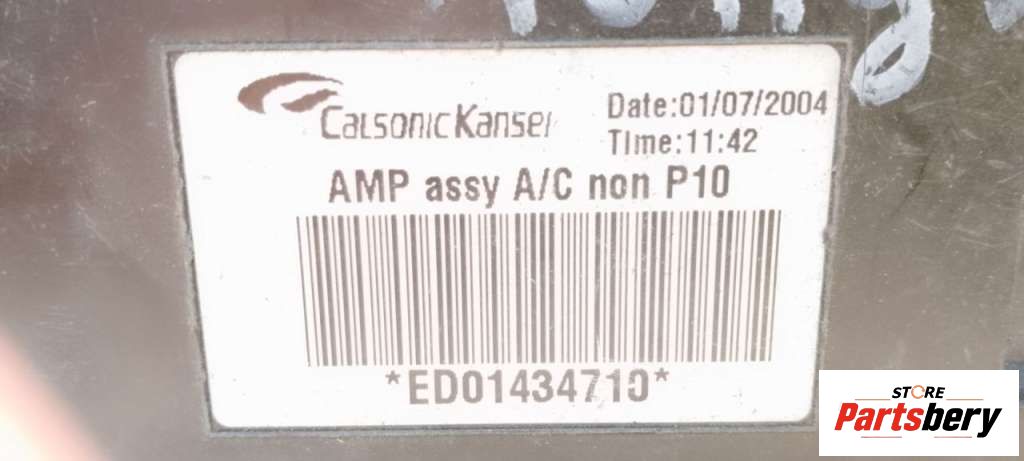 CalsonicKansei
Date:01/07/2004
Time:11:42
AMP assy A/C non P10
*ED01434710*
STORE
Partsbery